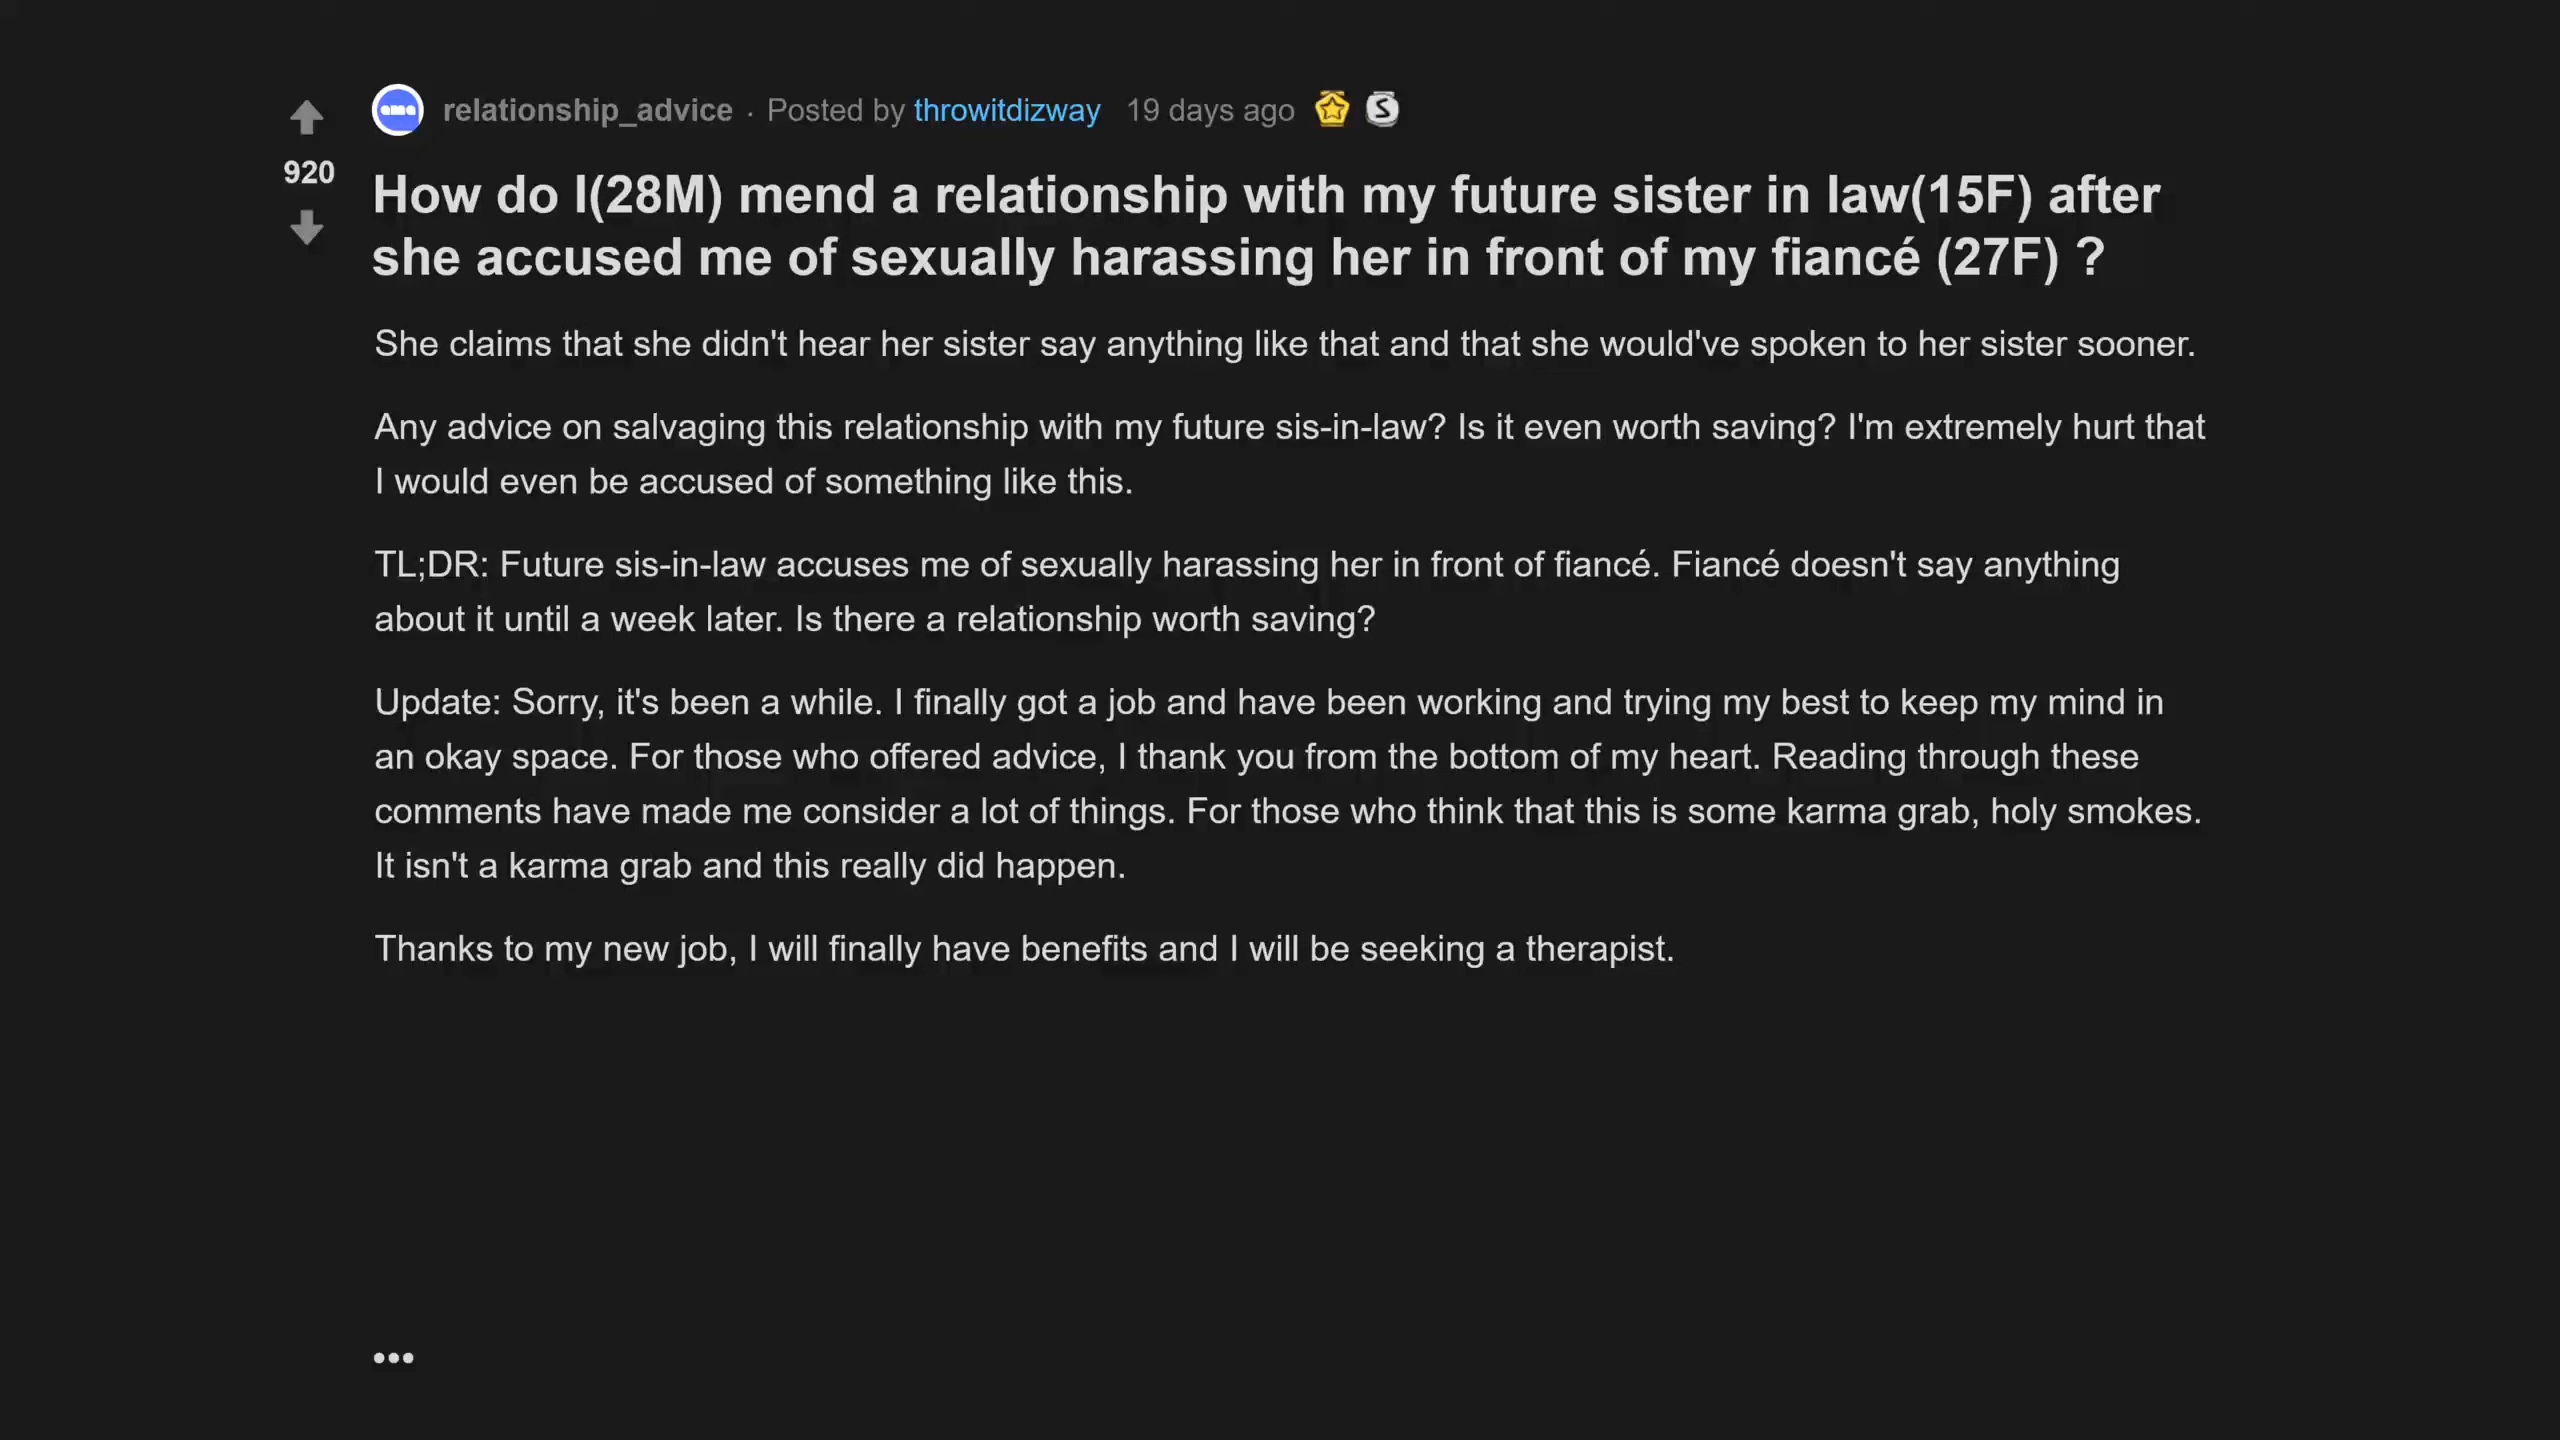 ama relationship_advice · Posted by throwitdizway 19 days ago S
920
How do I(28M) mend a relationship with my future sister in law(15F) after
she accused me of sexually harassing her in front of my fiancé (27F) ?
She claims that she didn't hear her sister say anything like that and that she would've spoken to her sister sooner.
Any advice on salvaging this relationship with my future sis-in-law? Is it even worth saving? I'm extremely hurt that
I would even be accused of something like this.
TL;DR: Future sis-in-law accuses me of sexually harassing her in front of fiancé. Fiancé doesn't say anything
about it until a week later. Is there a relationship worth saving?
Update: Sorry, it's been a while. I finally got a job and have been working and trying my best to keep my mind in
an okay space. For those who offered advice, I thank you from the bottom of my heart. Reading through these
comments have made me consider a lot of things. For those who think that this is some karma grab, holy smokes.
It isn't a karma grab and this really did happen.
Thanks to my new job, I will finally have benefits and I will be seeking a therapist.
•••